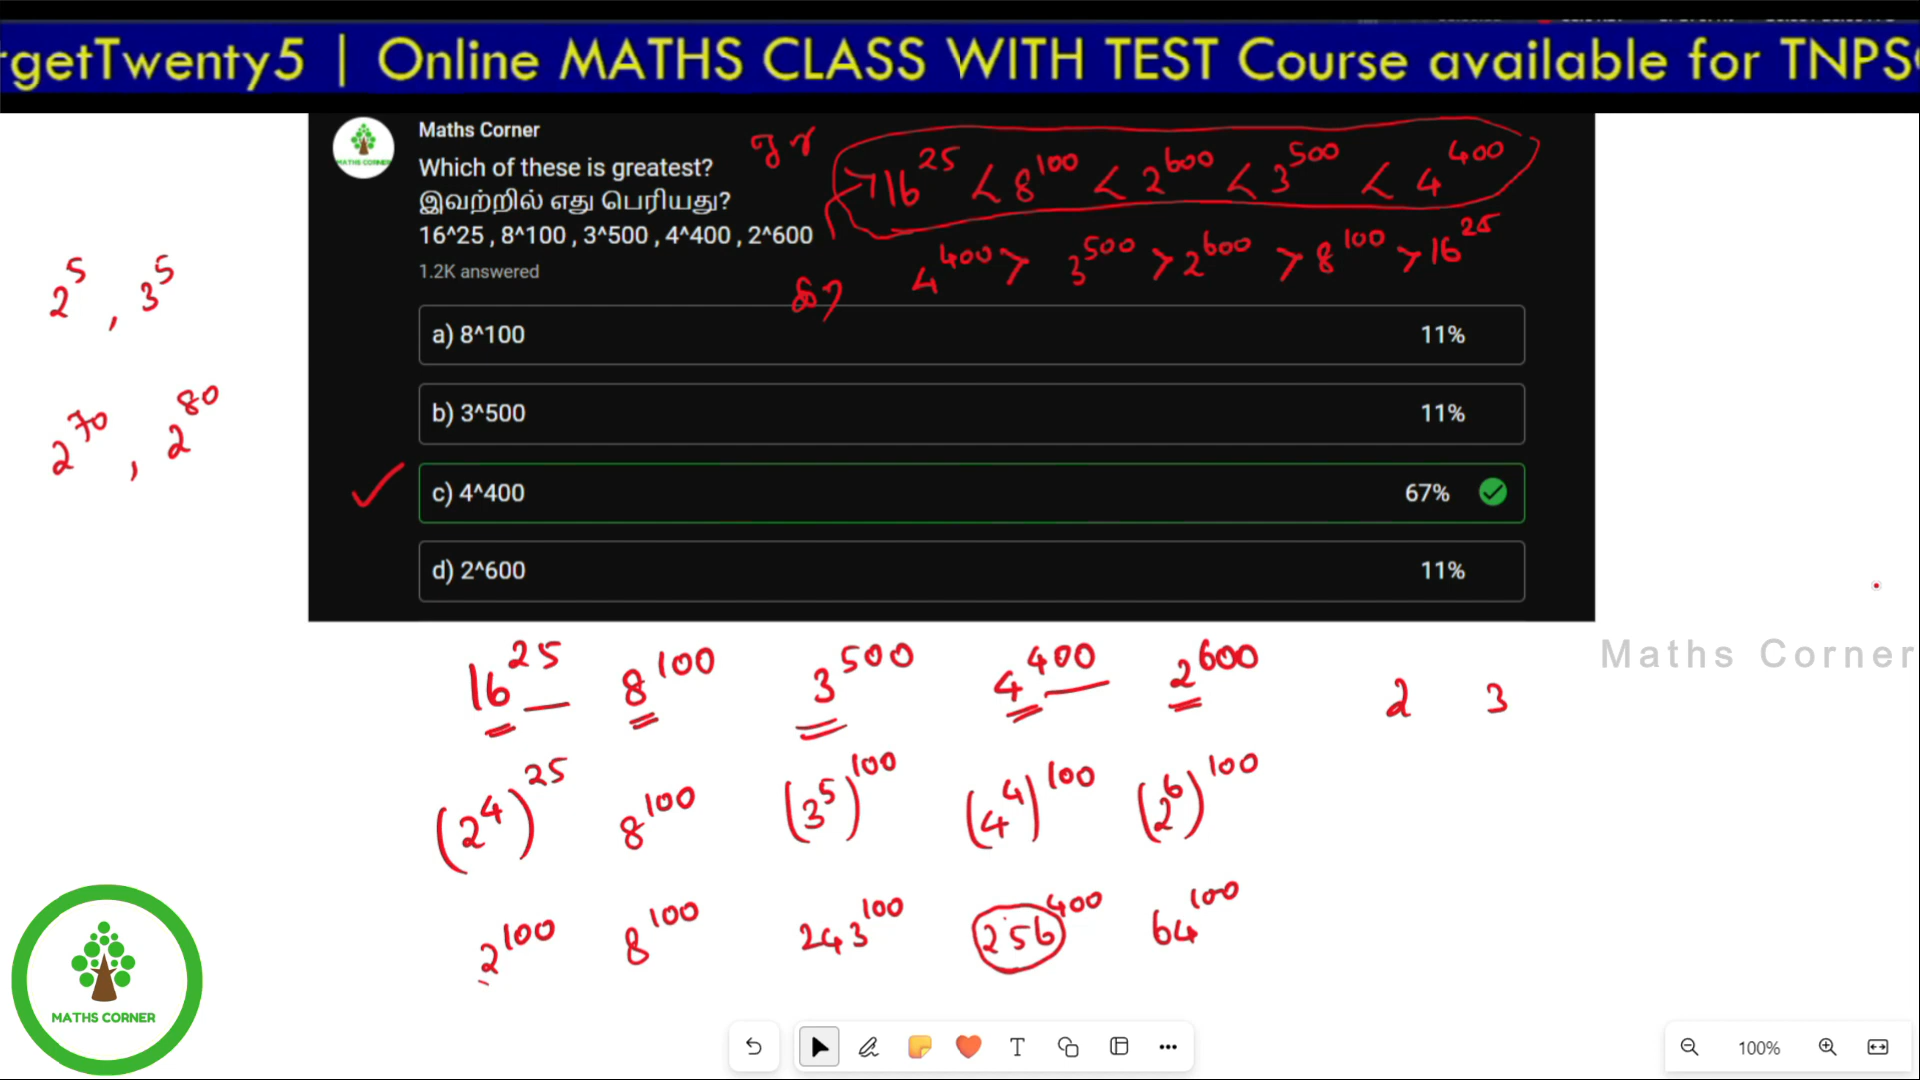 rgetTwenty5 | Online MATHS CLASS WITH TEST Course available for TNPS
Maths Corner
Which of these is greatest?
இவற்றில் எது பெரியது?
16^25 , 8^100 , 3^500 , 4^400 , 2^600
1.2K answered
16^25 < 8^100 < 2^600 < 3^500 < 4^400
4^400 > 3^500 > 2^600 > 8^100 > 16^25
2^5 , 3^5
2^70 , 2^80
a) 8^100 11%
b) 3^500 11%
c) 4^400 67%
d) 2^600 11%
Maths Corner
16^25 8^100 3^500 4^400 2^600 2 3
(2^4)^25 8^100 (3^5)^100 (4^4)^100 (2^6)^100
2^100 8^100 243^100 256^400 64^100
MATHS CORNER
100%